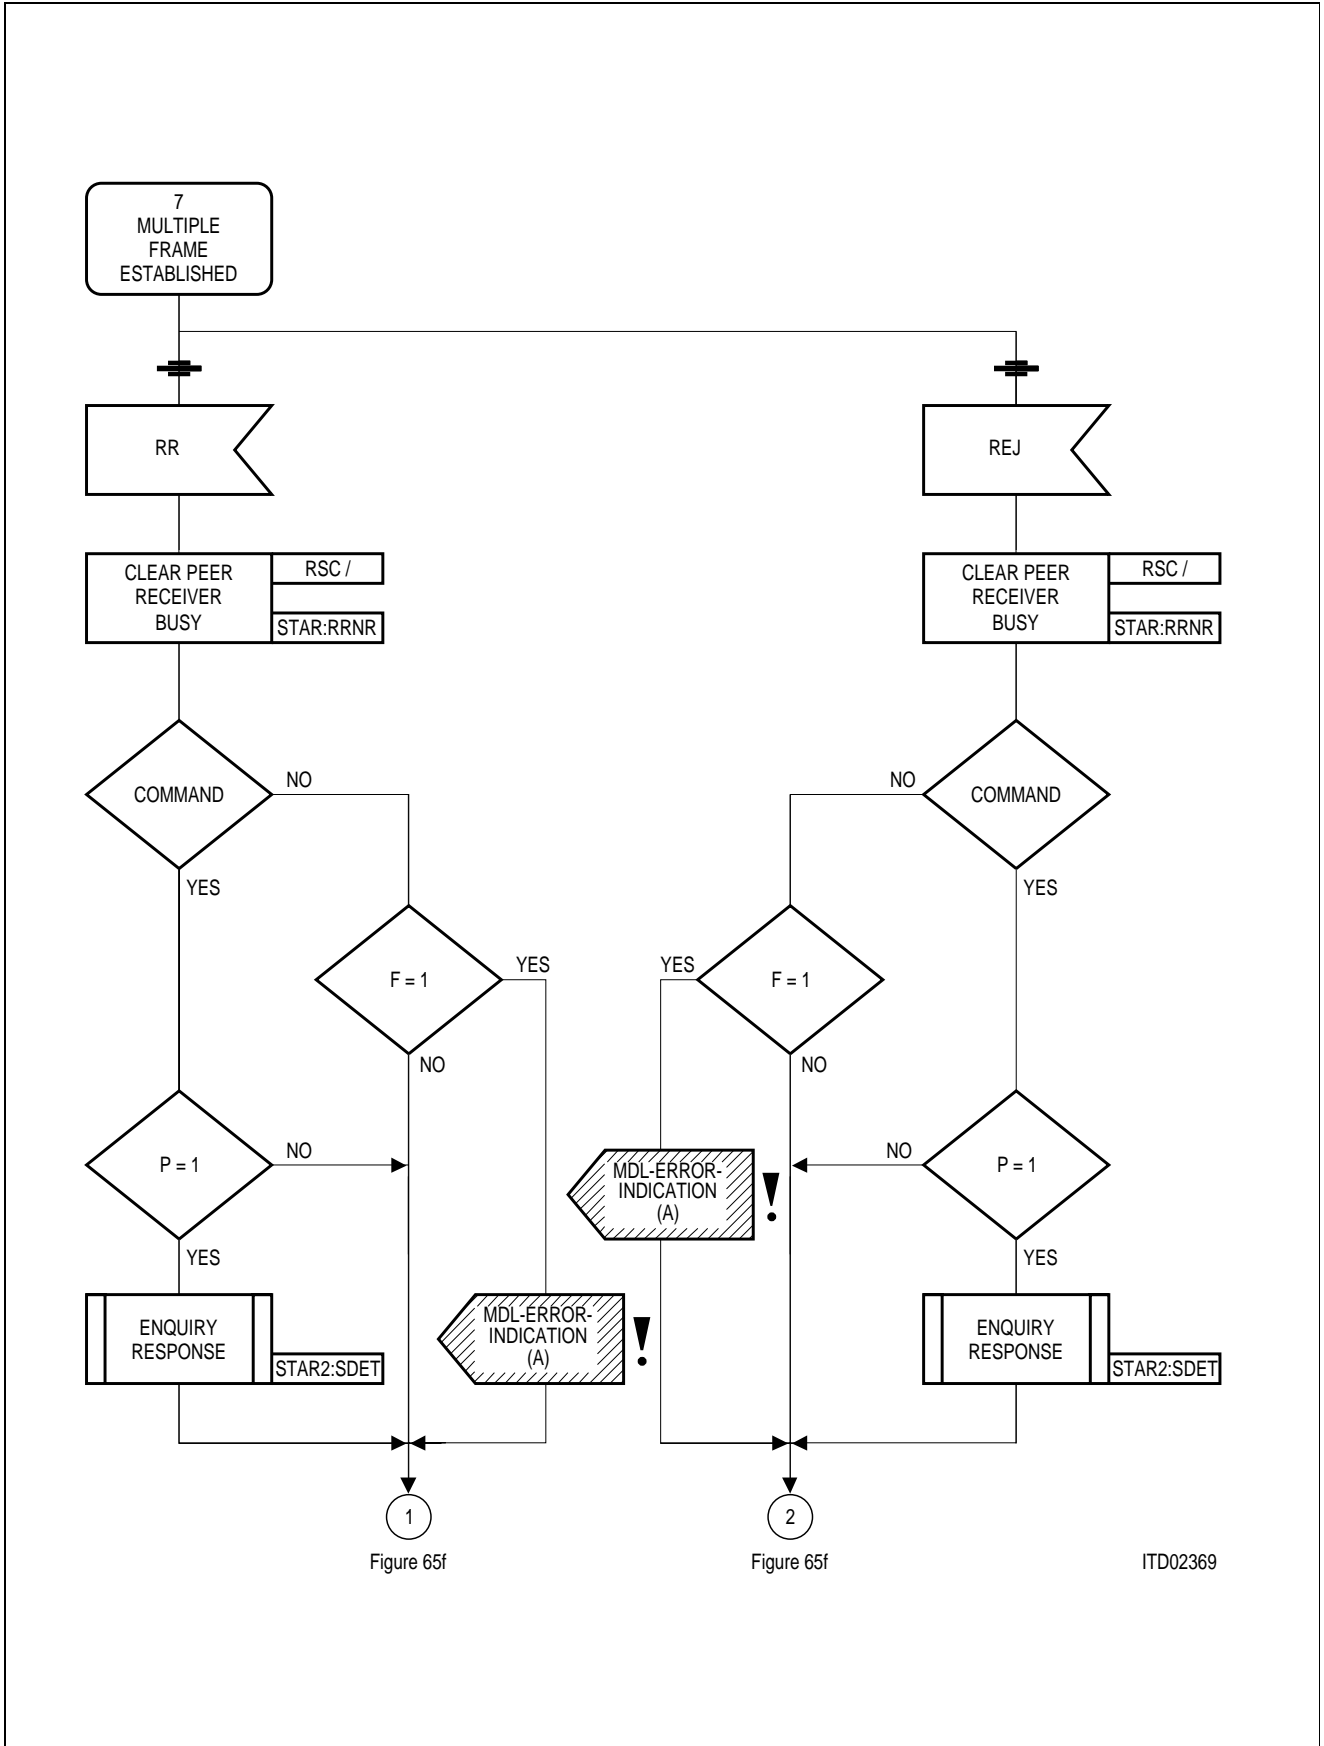 7
MULTIPLE
FRAME
ESTABLISHED
RR
REJ
CLEAR PEER
RECEIVER
BUSY
RSC /
STAR:RRNR
CLEAR PEER
RECEIVER
BUSY
RSC /
STAR:RRNR
COMMAND
NO
YES
NO
COMMAND
YES
F = 1
YES
NO
YES
F = 1
NO
P = 1
NO
YES
MDL-ERROR-
INDICATION
(A)
!
NO
P = 1
YES
ENQUIRY
RESPONSE
STAR2:SDET
MDL-ERROR-
INDICATION
(A)
!
ENQUIRY
RESPONSE
STAR2:SDET
1
2
Figure 65f
Figure 65f
ITD02369